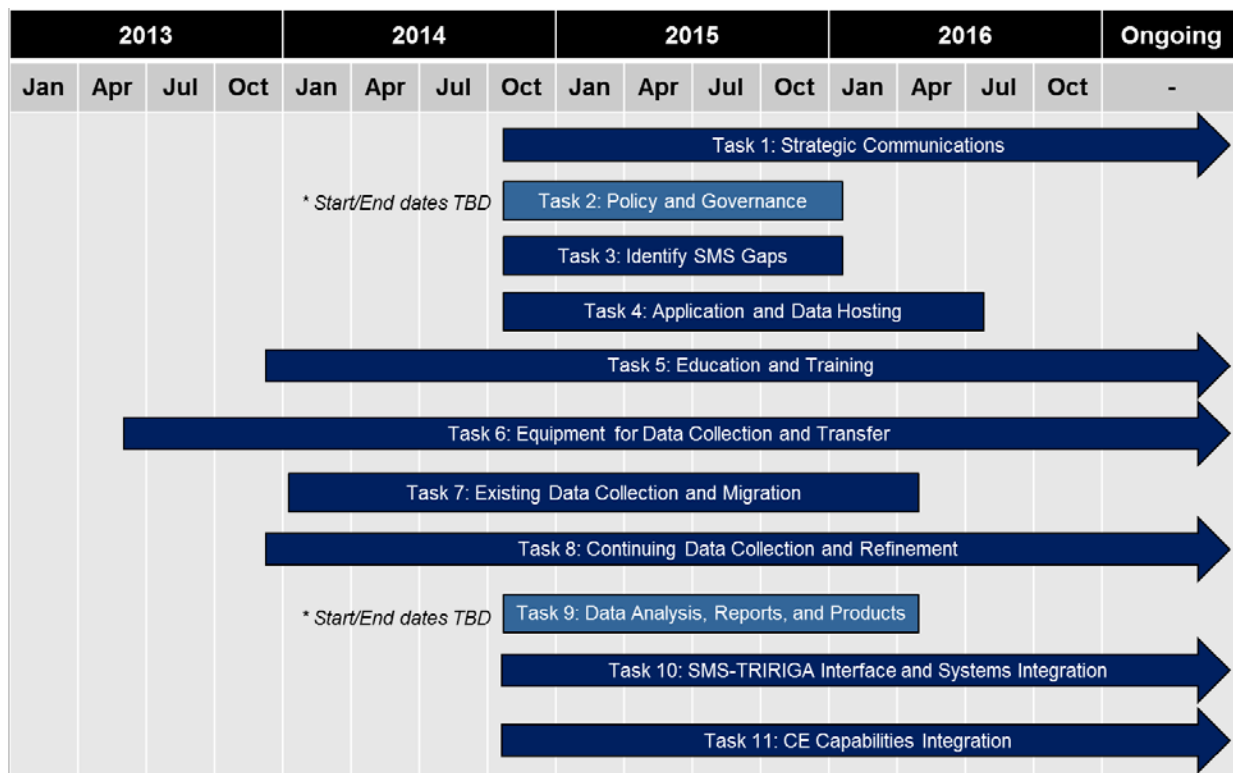 2013 2014 2015 2016 Ongoing
Jan Apr Jul Oct Jan Apr Jul Oct Jan Apr Jul Oct Jan Apr Jul Oct -
Task 1: Strategic Communications
* Start/End dates TBD Task 2: Policy and Governance
Task 3: Identify SMS Gaps
Task 4: Application and Data Hosting
Task 5: Education and Training
Task 6: Equipment for Data Collection and Transfer
Task 7: Existing Data Collection and Migration
Task 8: Continuing Data Collection and Refinement
* Start/End dates TBD Task 9: Data Analysis, Reports, and Products
Task 10: SMS-TRIRIGA Interface and Systems Integration
Task 11: CE Capabilities Integration